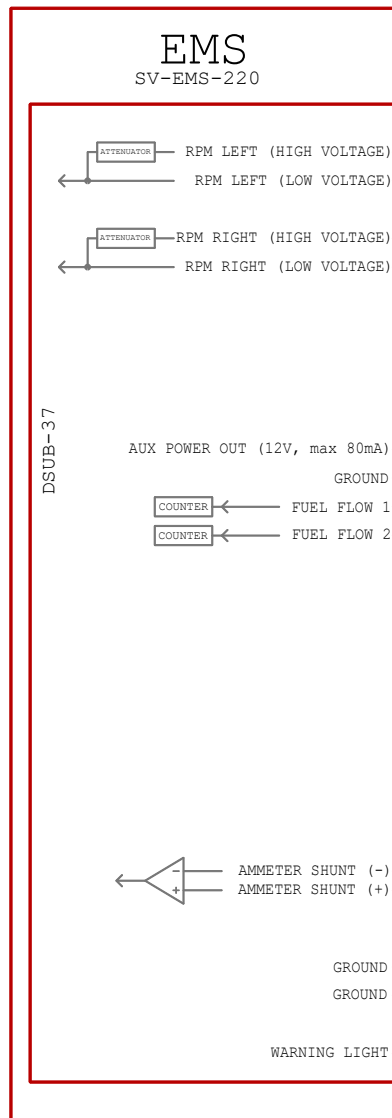 EMS
SV-EMS-220
ATTENUATOR
RPM LEFT (HIGH VOLTAGE)
RPM LEFT (LOW VOLTAGE)
ATTENUATOR
RPM RIGHT (HIGH VOLTAGE)
RPM RIGHT (LOW VOLTAGE)
DSUB-37
AUX POWER OUT (12V, max 80mA)
GROUND
COUNTER
FUEL FLOW 1
COUNTER
FUEL FLOW 2
-
AMMETER SHUNT (-)
+
AMMETER SHUNT (+)
GROUND
GROUND
WARNING LIGHT